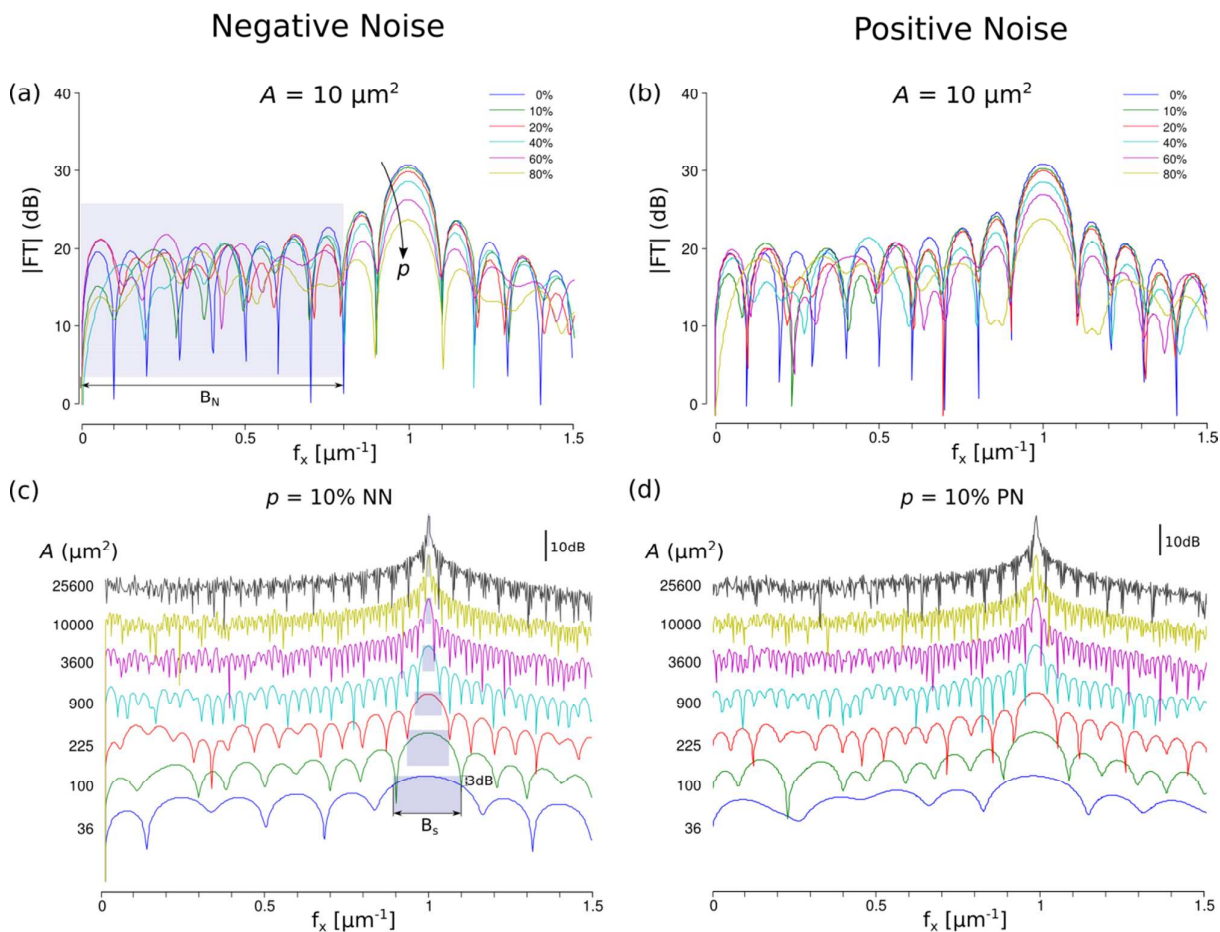 Negative Noise
Positive Noise
(a)
A = 10 μm²
40
30
20
10
0
|FT| (dB)
0%
10%
20%
40%
60%
80%
p
B_N
0
0.5
1
1.5
f_x [μm⁻¹]
(b)
A = 10 μm²
40
30
20
10
0
|FT| (dB)
0%
10%
20%
40%
60%
80%
0
0.5
1
1.5
f_x [μm⁻¹]
(c)
p = 10% NN
A (μm²)
10dB
25600
10000
3600
900
225
100
36
3dB
B_s
0
0.5
1
1.5
f_x [μm⁻¹]
(d)
p = 10% PN
A (μm²)
10dB
25600
10000
3600
900
225
100
36
0
0.5
1
1.5
f_x [μm⁻¹]